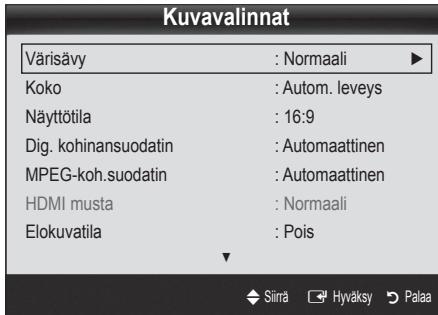 Kuvavalinnat
Värisävy : Normaali ►
Koko : Autom. leveys
Näyttötila : 16:9
Dig. kohinansuodatin : Automaattinen
MPEG-koh.suodatin : Automaattinen
HDMI musta : Normaali
Elokuvatila : Pois
▼
Siirrä Hyväksy Palaa